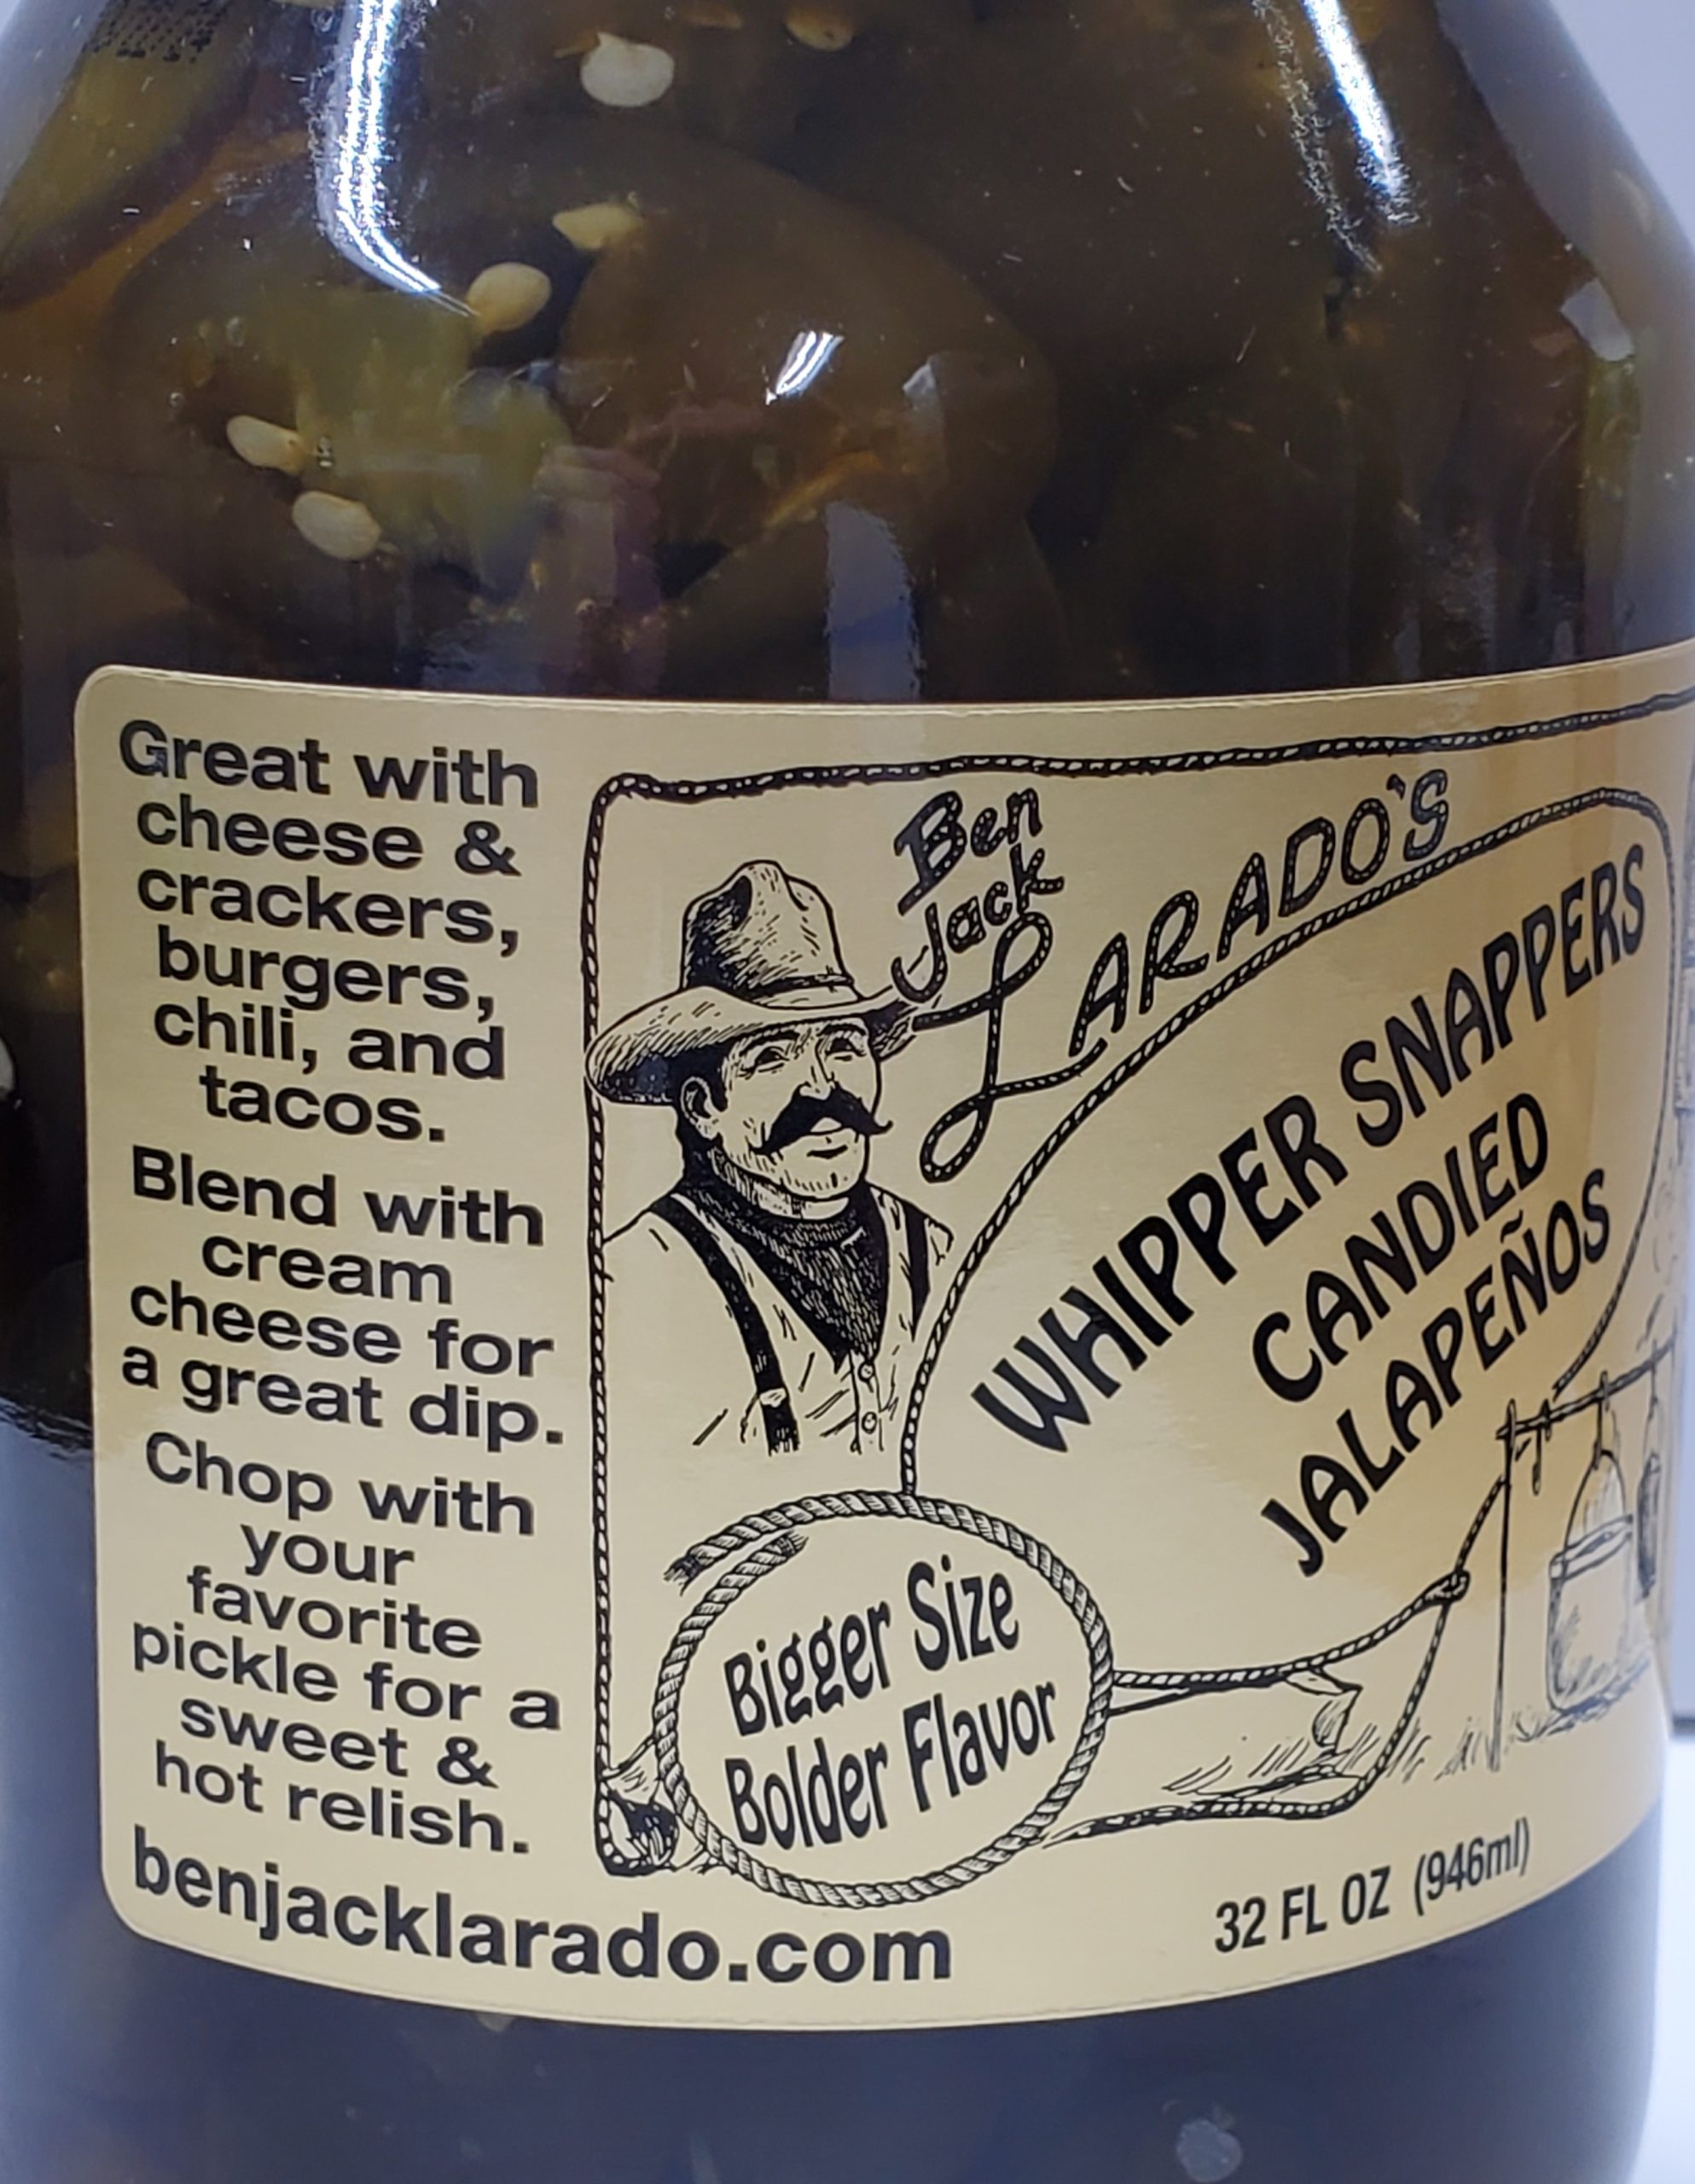 Great with
cheese &
crackers,
burgers,
chili, and
tacos.
Blend with
cream
cheese for
a great dip.
Chop with
your
favorite
pickle for a
sweet &
hot relish.
benjacklarado.com
Ben
Jack
LARADO'S
WHIPPER SNAPPERS
CANDIED
JALAPEÑOS
Bigger Size
Bolder Flavor
32 FL OZ (946ml)